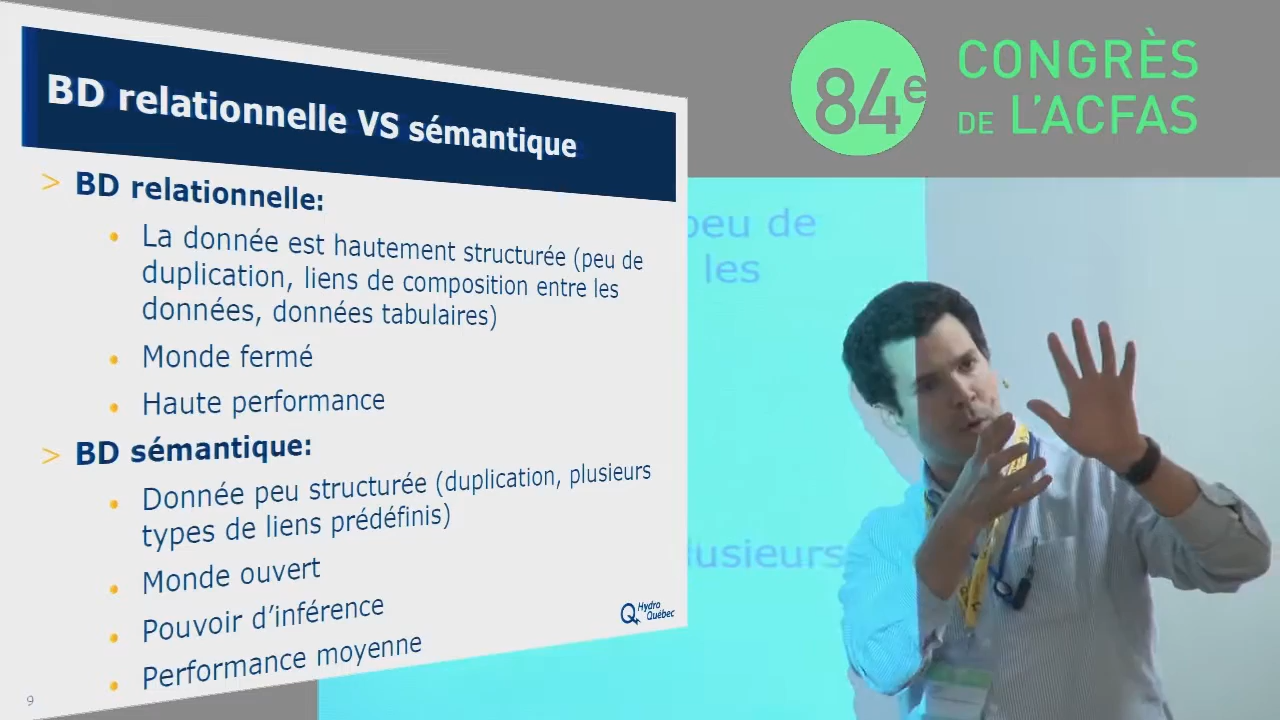 BD relationnelle VS sémantique
> BD relationnelle:
• La donnée est hautement structurée (peu de
duplication, liens de composition entre les
données, données tabulaires)
• Monde fermé
• Haute performance
> BD sémantique:
• Donnée peu structurée (duplication, plusieurs
types de liens prédéfinis)
• Monde ouvert
• Pouvoir d'inférence
• Performance moyenne
Hydro
Québec
9
84e
CONGRÈS
DE L'ACFAS
peu de
les
plusieurs